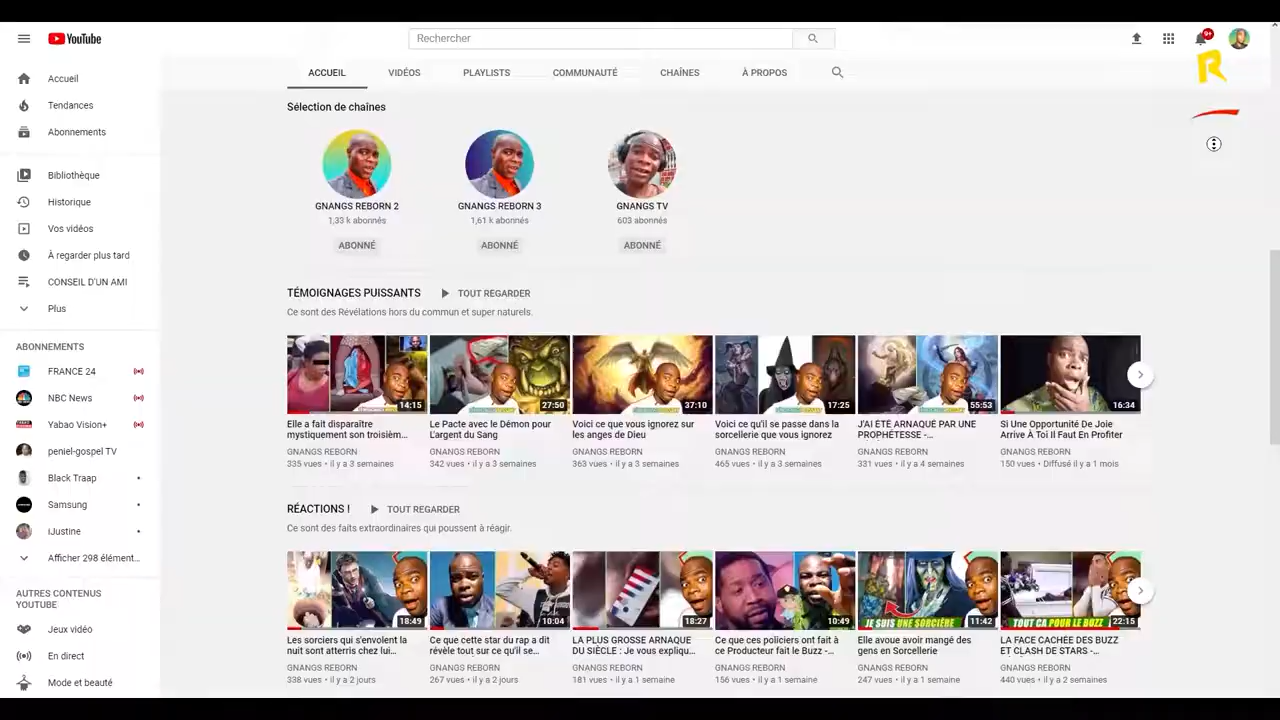 YouTube
Rechercher
9+
R
ACCUEIL
VIDÉOS
PLAYLISTS
COMMUNAUTÉ
CHAÎNES
À PROPOS
Accueil
Tendances
Abonnements
Bibliothèque
Historique
Vos vidéos
À regarder plus tard
CONSEIL D'UN AMI
Plus
ABONNEMENTS
FRANCE 24
NBC News
Yabao Vision+
peniel-gospel TV
Black Traap
Samsung
iJustine
Afficher 298 élément...
AUTRES CONTENUS
YOUTUBE
Jeux vidéo
En direct
Mode et beauté
Sélection de chaînes
GNANGS REBORN 2
1,33 k abonnés
ABONNÉ
GNANGS REBORN 3
1,61 k abonnés
ABONNÉ
GNANGS TV
603 abonnés
ABONNÉ
TÉMOIGNAGES PUISSANTS
TOUT REGARDER
Ce sont des Révélations hors du commun et super naturels.
14:15
Elle a fait disparaître
mystiquement son troisièm...
GNANGS REBORN
335 vues • il y a 3 semaines
27:50
Le Pacte avec le Démon pour
L'argent du Sang
GNANGS REBORN
342 vues • il y a 3 semaines
37:10
Voici ce que vous ignorez sur
les anges de Dieu
GNANGS REBORN
363 vues • il y a 3 semaines
17:25
Voici ce qu'il se passe dans la
sorcellerie que vous ignorez
GNANGS REBORN
465 vues • il y a 3 semaines
55:53
J'AI ÉTÉ ARNAQUÉ PAR UNE
PROPHÉTESSE -...
GNANGS REBORN
331 vues • il y a 4 semaines
16:34
Si Une Opportunité De Joie
Arrive À Toi Il Faut En Profiter
GNANGS REBORN
150 vues • Diffusé il y a 1 mois
RÉACTIONS !
TOUT REGARDER
Ce sont des faits extraordinaires qui poussent à réagir.
18:49
Les sorciers qui s'envolent la
nuit sont atterris chez lui...
GNANGS REBORN
338 vues • il y a 2 jours
10:04
Ce que cette star du rap a dit
révèle tout sur ce qu'il se...
GNANGS REBORN
267 vues • il y a 2 jours
18:27
LA PLUS GROSSE ARNAQUE
DU SIÈCLE : Je vous expliqu...
GNANGS REBORN
181 vues • il y a 1 semaine
10:49
Ce que ces policiers ont fait à
ce Producteur fait le Buzz -...
GNANGS REBORN
156 vues • il y a 1 semaine
JE SUIS UNE SORCIÈRE
11:42
Elle avoue avoir mangé des
gens en Sorcellerie
GNANGS REBORN
247 vues • il y a 1 semaine
TOUT ÇA POUR LE BOZZ
22:15
LA FACE CACHÉE DES BUZZ
ET CLASH DE STARS -...
GNANGS REBORN
440 vues • il y a 2 semaines